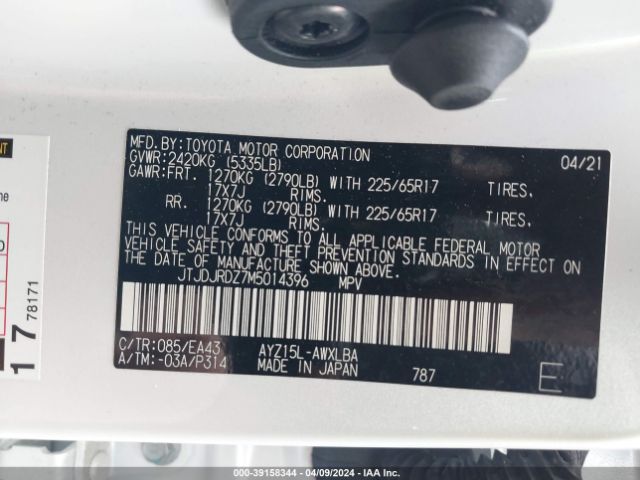 MFD.BY:TOYOTA MOTOR CORPORATION 04/21
GVWR:2420KG (5335LB)
GAWR:FRT. 1270KG (2790LB) WITH 225/65R17 TIRES.
17X7J RIMS.
RR. 1270KG (2790LB) WITH 225/65R17 TIRES.
17X7J RIMS.
THIS VEHICLE CONFORMS TO ALL APPLICABLE FEDERAL MOTOR
VEHICLE SAFETY AND THEFT PREVENTION STANDARDS IN EFFECT ON
THE DATE OF MANUFACTURE SHOWN ABOVE.
JTJDJRDZ7M5014396 MPV
C/TR:085/EA43 AYZ15L-AWXLBA
A/TM:-03A/P314 MADE IN JAPAN 787 E
17
78171
000-39158344 - 04/09/2024 - IAAI.COM